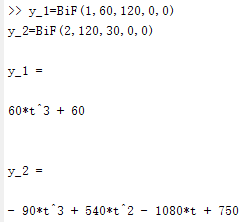 >> y_1=BiF(1,60,120,0,0)
y_2=BiF(2,120,30,0,0)
y_1 =
60*t^3 + 60
y_2 =
- 90*t^3 + 540*t^2 - 1080*t + 750